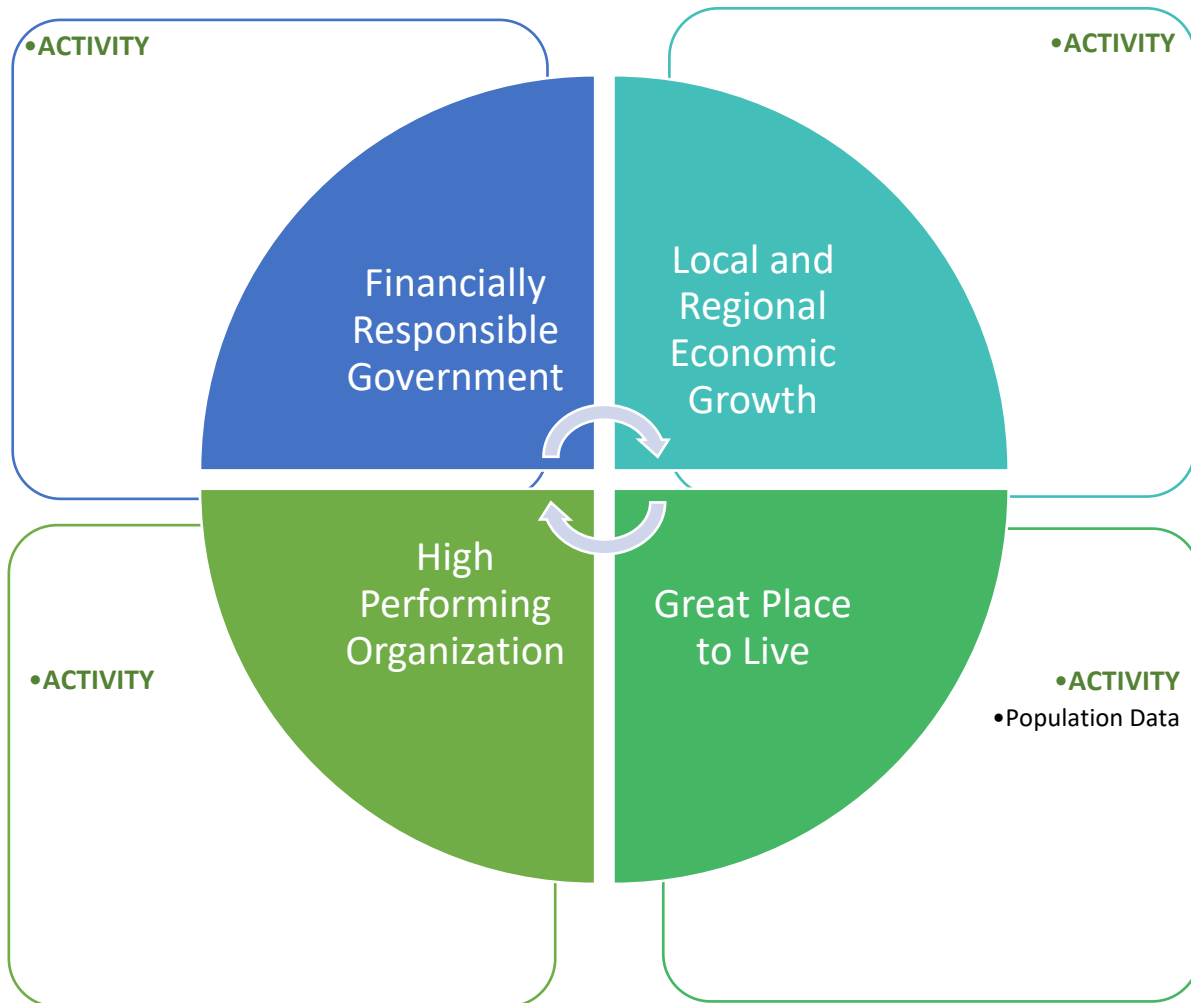 •ACTIVITY
•ACTIVITY
Financially
Responsible
Government
Local and
Regional
Economic
Growth
High
Performing
Organization
Great Place
to Live
•ACTIVITY
•ACTIVITY
•Population Data